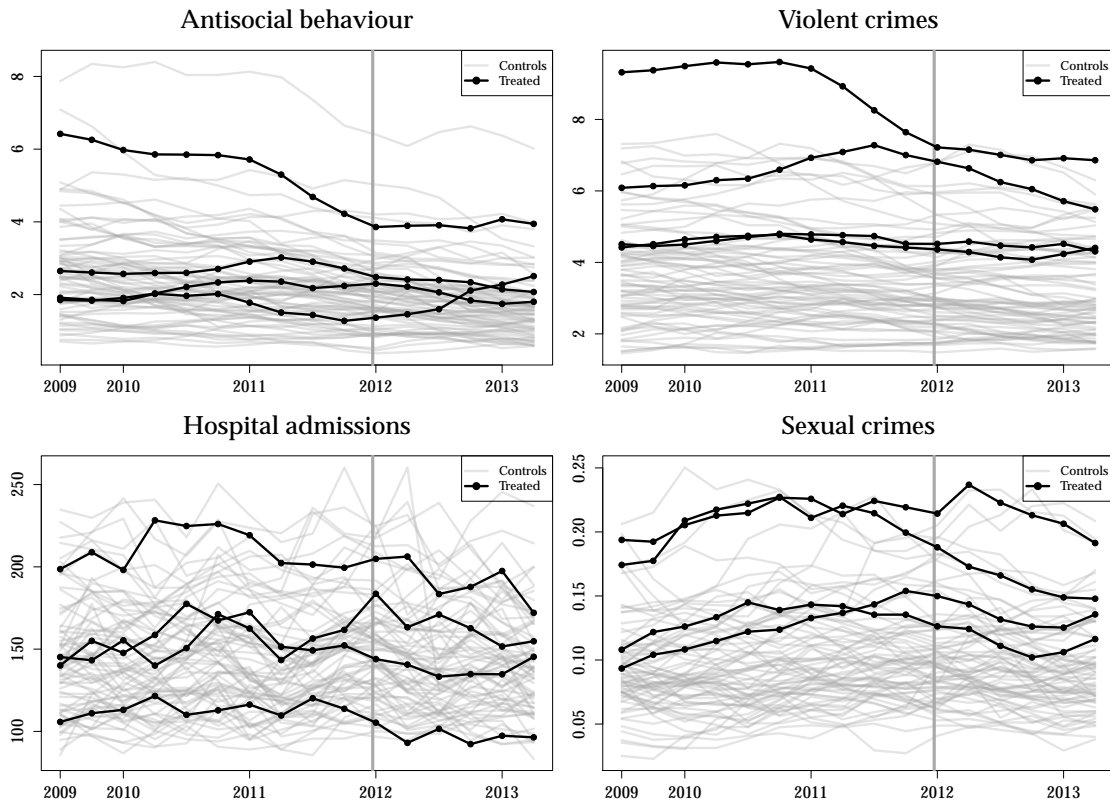 Antisocial behaviour
Controls
Treated
8
6
4
2
2009 2010 2011 2012 2013
Violent crimes
Controls
Treated
8
6
4
2
2009 2010 2011 2012 2013
Hospital admissions
Controls
Treated
250
200
150
100
2009 2010 2011 2012 2013
Sexual crimes
Controls
Treated
0.25
0.20
0.15
0.10
0.05
2009 2010 2011 2012 2013